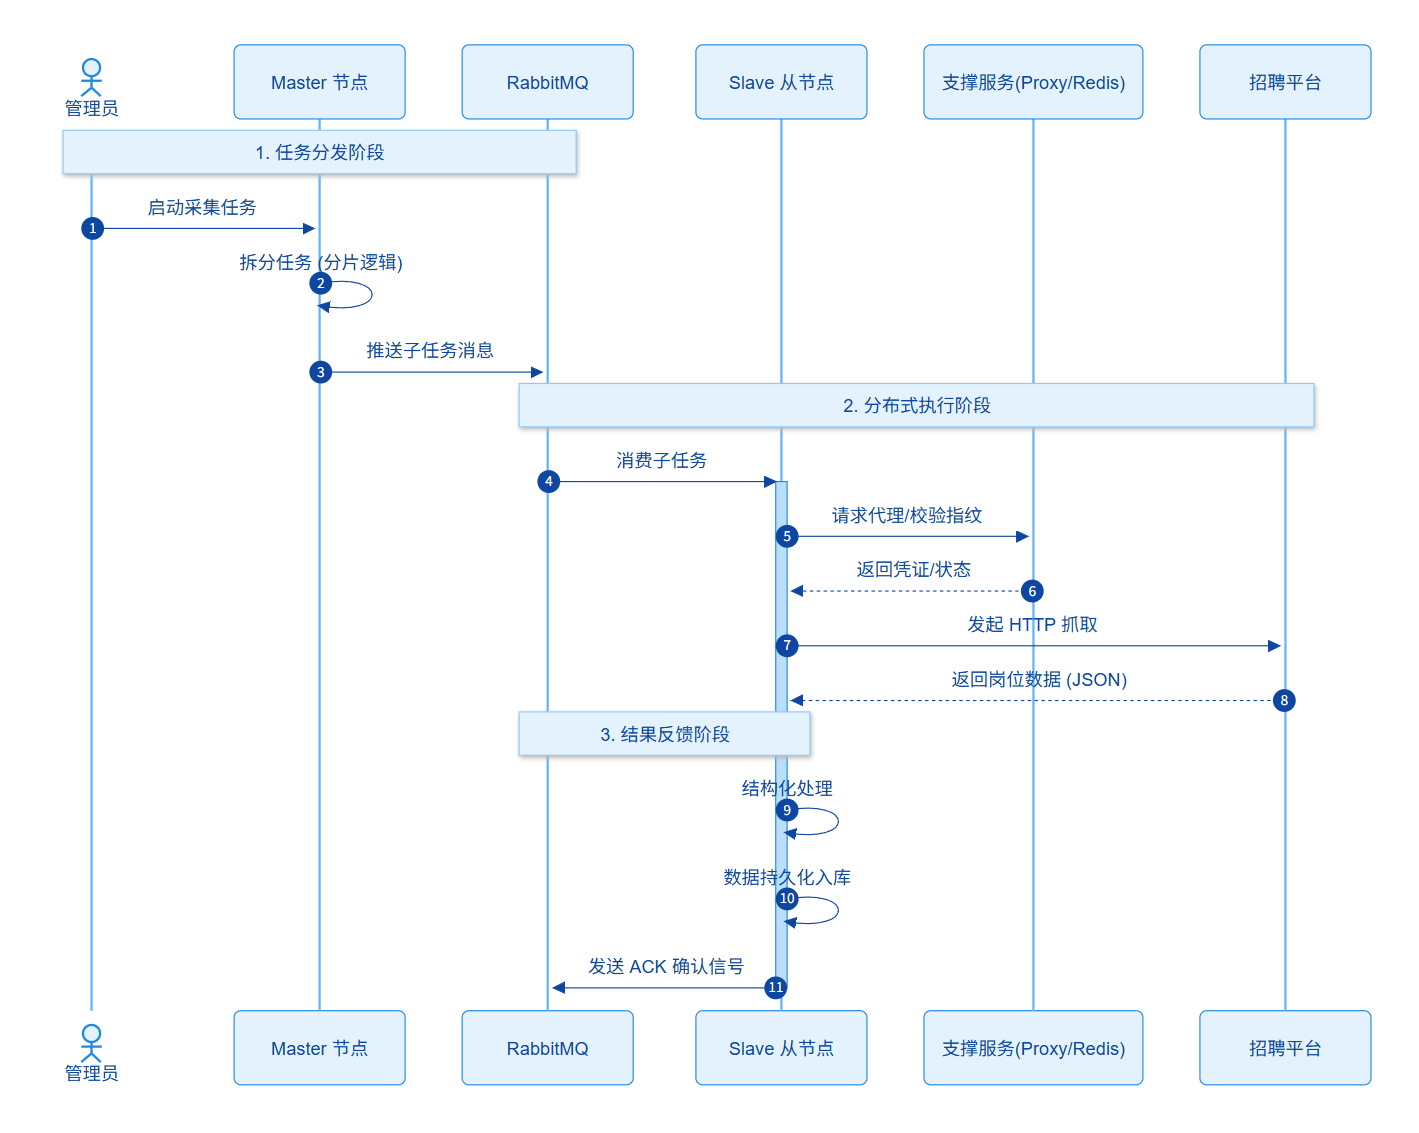 管理员
Master 节点
RabbitMQ
Slave 从节点
支撑服务(Proxy/Redis)
招聘平台
1. 任务分发阶段
启动采集任务
1
拆分任务 (分片逻辑)
2
推送子任务消息
3
2. 分布式执行阶段
消费子任务
4
请求代理/校验指纹
5
返回凭证/状态
6
发起 HTTP 抓取
7
返回岗位数据 (JSON)
8
3. 结果反馈阶段
结构化处理
9
数据持久化入库
10
发送 ACK 确认信号
11
管理员
Master 节点
RabbitMQ
Slave 从节点
支撑服务(Proxy/Redis)
招聘平台